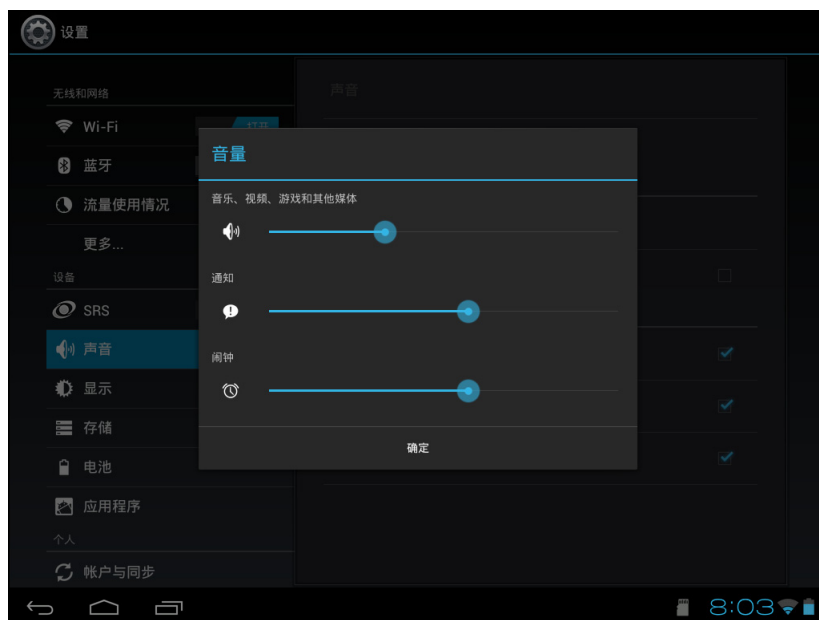 设置
无线和网络
声音
Wi-Fi
打开
蓝牙
流量使用情况
更多...
设备
SRS
声音
显示
存储
电池
应用程序
个人
帐户与同步
音量
音乐、视频、游戏和其他媒体
通知
闹钟
确定
8:03